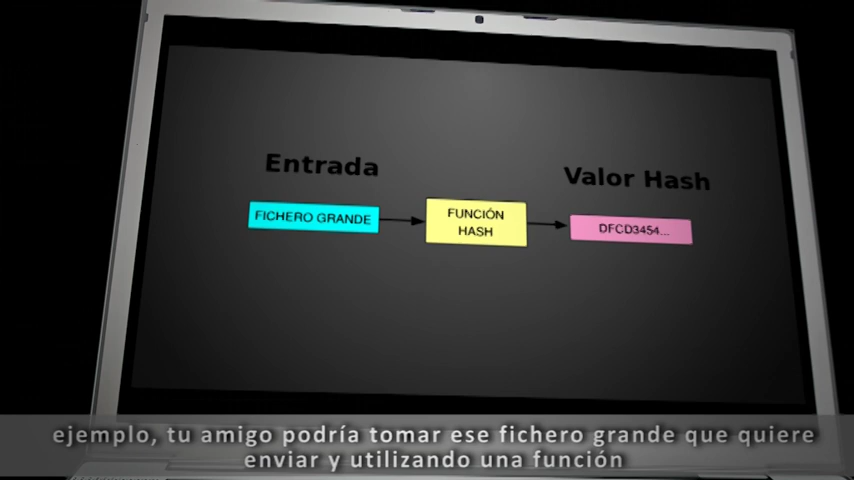 Entrada
Valor Hash
FICHERO GRANDE
FUNCIÓN
HASH
DFCD3454...
ejemplo, tu amigo podría tomar ese fichero grande que quiere
enviar y utilizando una función